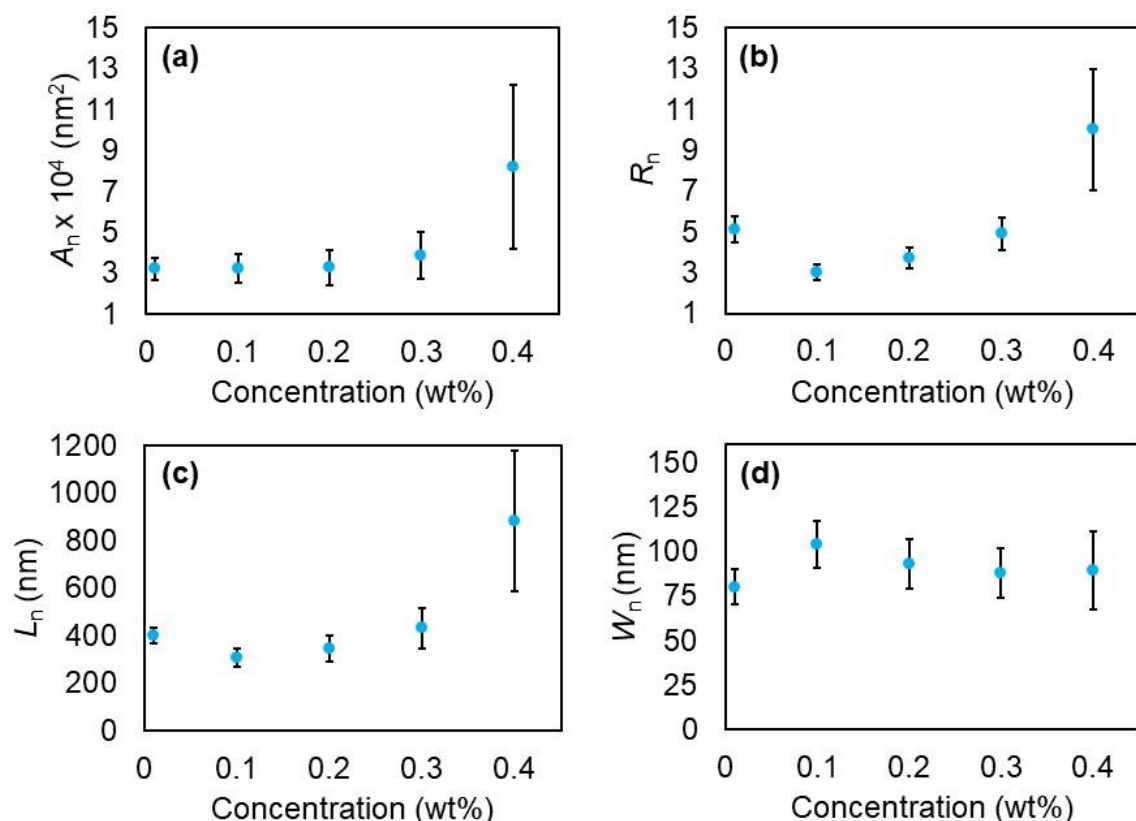 (a)
A_n x 10^4 (nm^2)
15
13
11
9
7
5
3
1
0 0.1 0.2 0.3 0.4
Concentration (wt%)
(b)
R_n
15
13
11
9
7
5
3
1
0 0.1 0.2 0.3 0.4
Concentration (wt%)
(c)
L_n (nm)
1200
1000
800
600
400
200
0
0 0.1 0.2 0.3 0.4
Concentration (wt%)
(d)
W_n (nm)
150
125
100
75
50
25
0
0 0.1 0.2 0.3 0.4
Concentration (wt%)